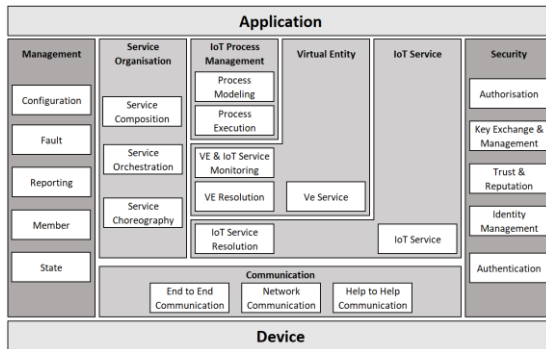 Application
Management
Configuration
Fault
Reporting
Member
State
Service
Organisation
Service
Composition
Service
Orchestration
Service
Choreography
IoT Process
Management
Process
Modeling
Process
Execution
VE & IoT Service
Monitoring
VE Resolution
IoT Service
Resolution
Virtual Entity
Ve Service
IoT Service
IoT Service
Security
Authorisation
Key Exchange &
Management
Trust &
Reputation
Identity
Management
Authentication
Communication
End to End
Communication
Network
Communication
Help to Help
Communication
Device